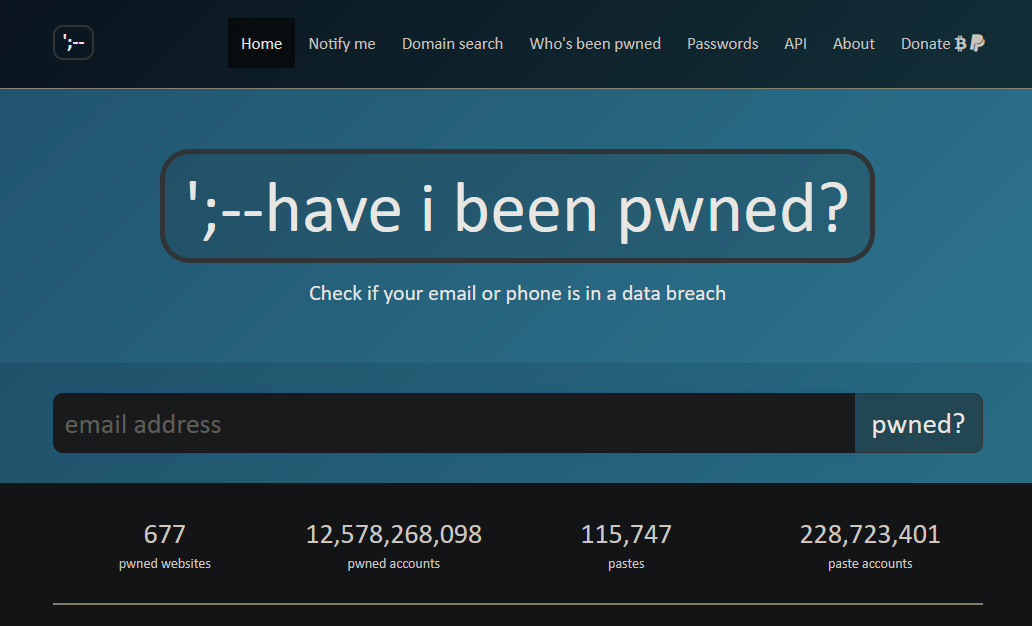 ';--
Home Notify me Domain search Who's been pwned Passwords API About Donate
';--have i been pwned?
Check if your email or phone is in a data breach
email address pwned?
677 12,578,268,098 115,747 228,723,401
pwned websites pwned accounts pastes paste accounts